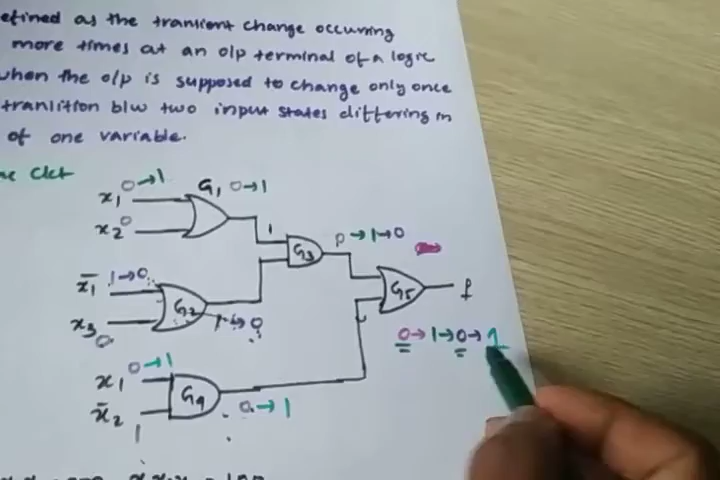 efined as the transient change occurring
more times at an o/p terminal of a logic
when the o/p is supposed to change only once
tranlition b/w two input states differing in
of one variable.
ckt
x1 0→1
G1 0→1
x2 0
1
G3
0→1→0
x̄1 1→0
G2
1→0
x3 0
G5
f
0→1→0→1
x1 0→1
G4
0→1
x̄2 1